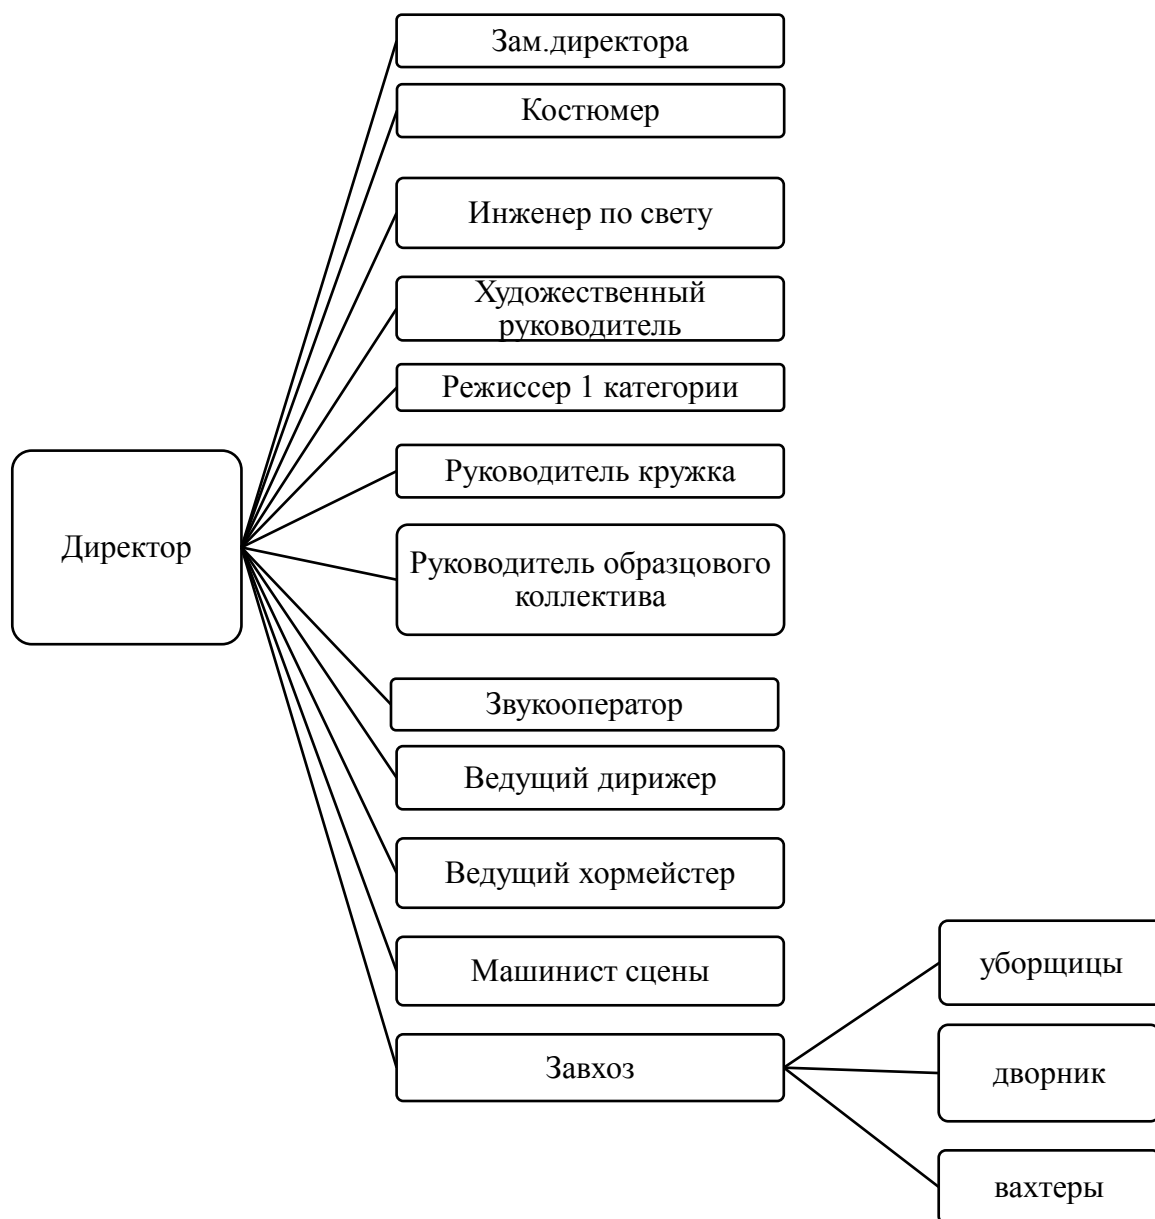 Зам.директора
Костюмер
Инженер по свету
Художественный
руководитель
Режиссер 1 категории
Руководитель кружка
Директор
Руководитель образцового
коллектива
Звукооператор
Ведущий дирижер
Ведущий хормейстер
Машинист сцены
Завхоз
уборщицы
дворник
вахтеры